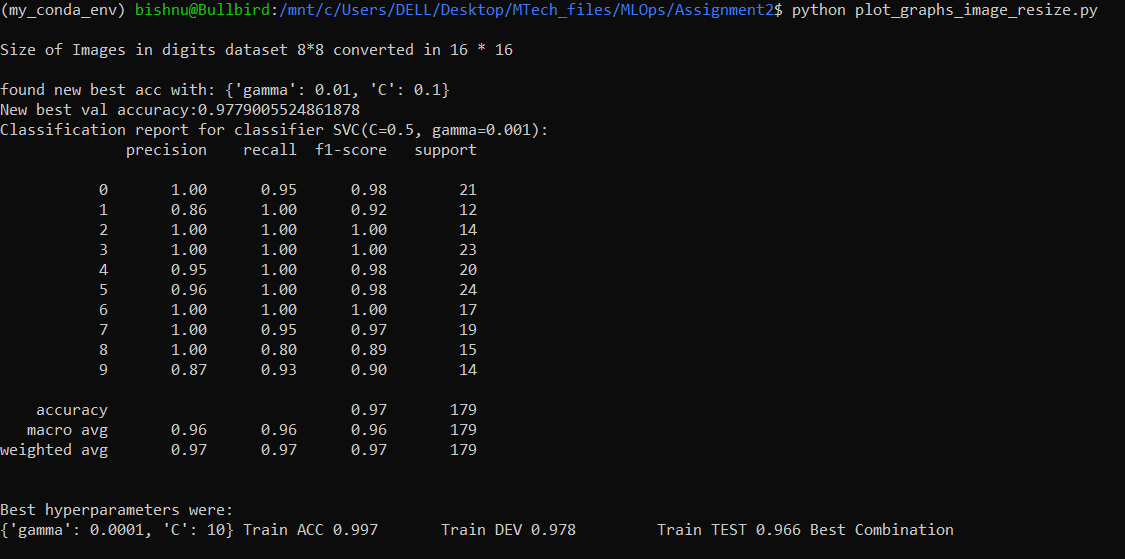 (my_conda_env) bishnu@Bullbird:/mnt/c/Users/DELL/Desktop/MTech_files/MLOps/Assignment2$ python plot_graphs_image_resize.py
Size of Images in digits dataset 8*8 converted in 16 * 16
found new best acc with: {'gamma': 0.01, 'C': 0.1}
New best val accuracy:0.9779005524861878
Classification report for classifier SVC(C=0.5, gamma=0.001):
precision recall f1-score support
0 1.00 0.95 0.98 21
1 0.86 1.00 0.92 12
2 1.00 1.00 1.00 14
3 1.00 1.00 1.00 23
4 0.95 1.00 0.98 20
5 0.96 1.00 0.98 24
6 1.00 1.00 1.00 17
7 1.00 0.95 0.97 19
8 1.00 0.80 0.89 15
9 0.87 0.93 0.90 14
accuracy 0.97 179
macro avg 0.96 0.96 0.96 179
weighted avg 0.97 0.97 0.97 179
Best hyperparameters were:
{'gamma': 0.0001, 'C': 10} Train ACC 0.997 Train DEV 0.978 Train TEST 0.966 Best Combination